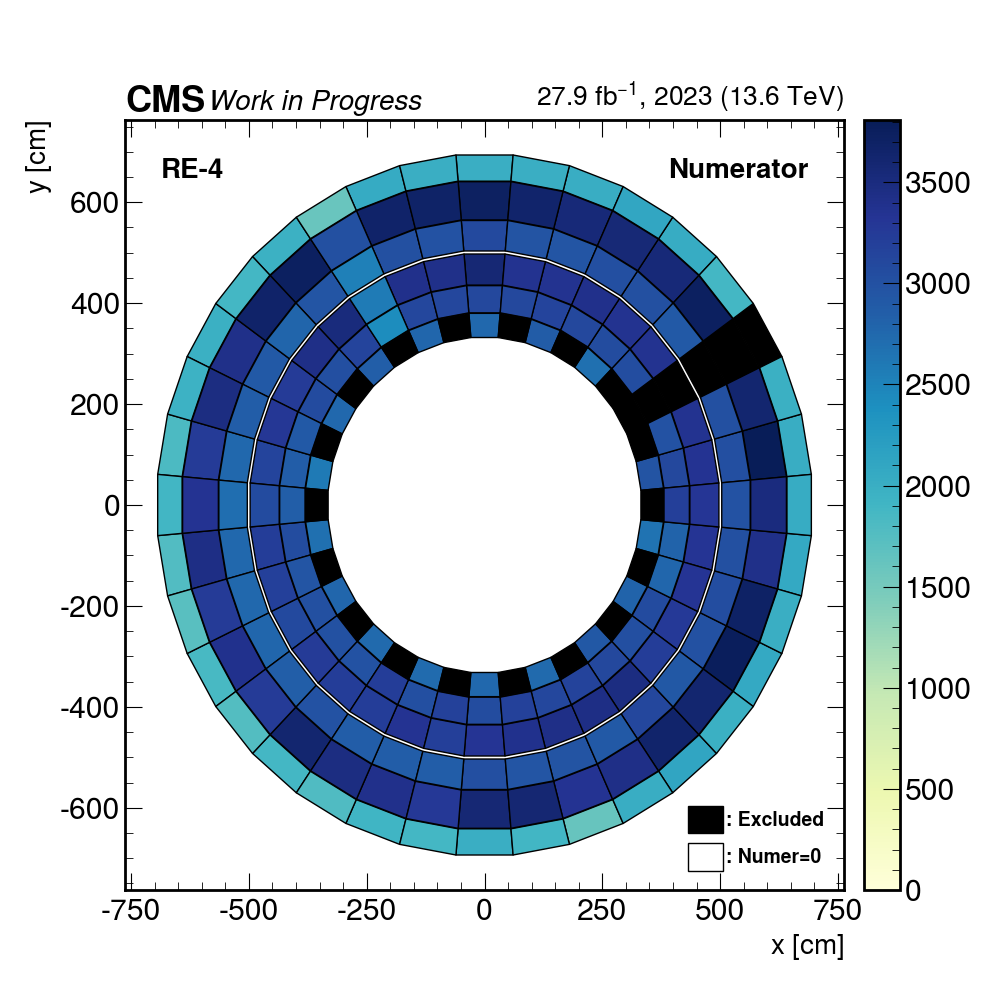 CMS Work in Progress 27.9 fb⁻¹, 2023 (13.6 TeV)
y [cm]
RE-4 Numerator
600
400
200
0
-200
-400
-600
: Excluded
: Numer=0
-750 -500 -250 0 250 500 750
x [cm]
3500
3000
2500
2000
1500
1000
500
0